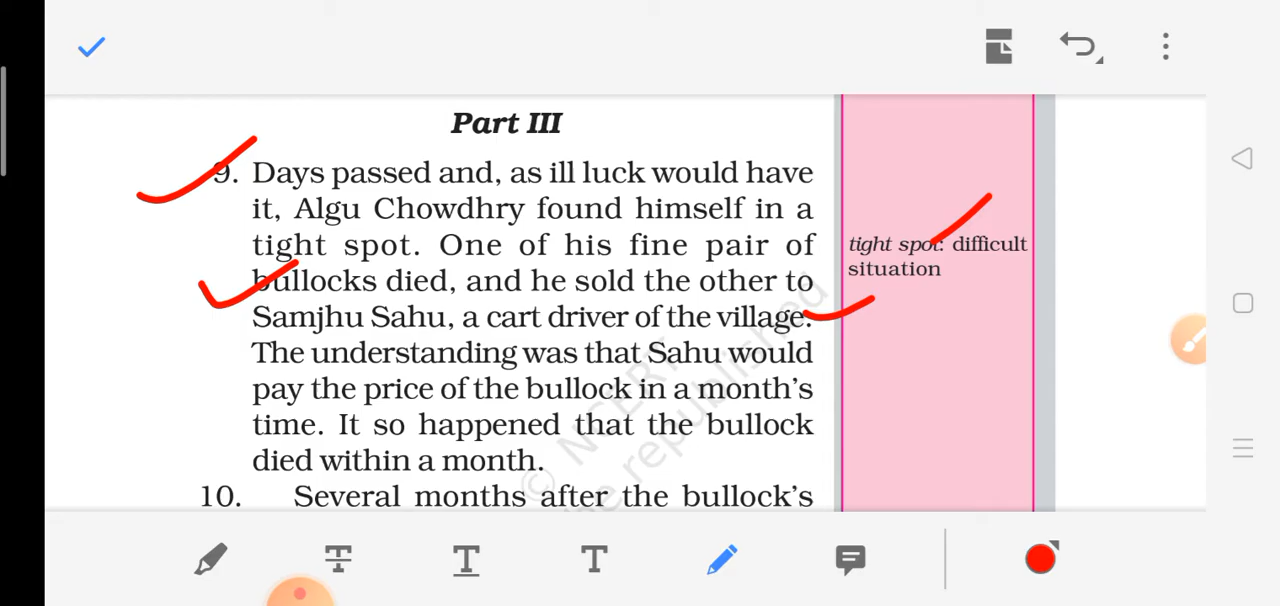 Part III
9. Days passed and, as ill luck would have
it, Algu Chowdhry found himself in a
tight spot. One of his fine pair of
bullocks died, and he sold the other to
Samjhu Sahu, a cart driver of the village.
The understanding was that Sahu would
pay the price of the bullock in a month's
time. It so happened that the bullock
died within a month.
10. Several months after the bullock's
tight spot: difficult
situation
© NCERT
be republished
T
T
T